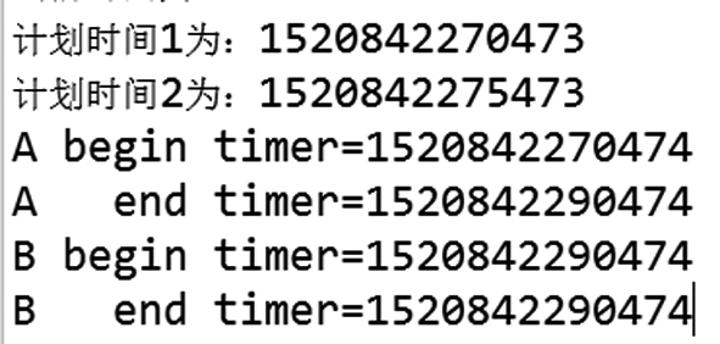 计划时间1为：1520842270473
计划时间2为：1520842275473
A begin timer=1520842270474
A   end timer=1520842290474
B begin timer=1520842290474
B   end timer=1520842290474